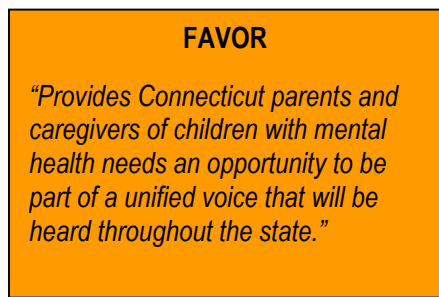 FAVOR
“Provides Connecticut parents and
caregivers of children with mental
health needs an opportunity to be
part of a unified voice that will be
heard throughout the state.”